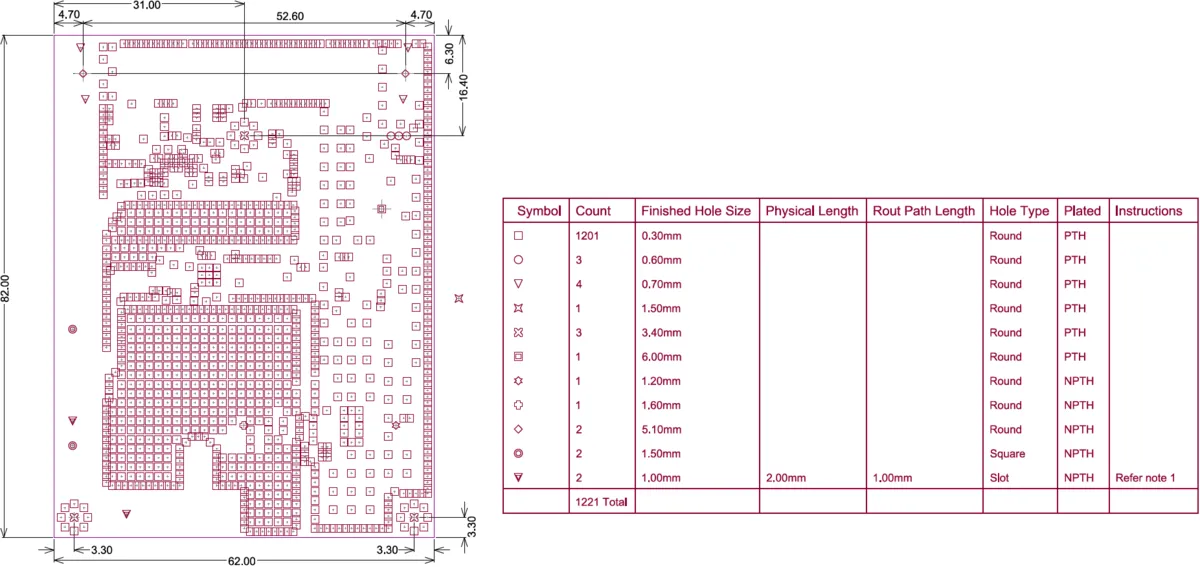 31.00
4.70 52.60 4.70
6.30
16.40
82.00
3.30
3.30 3.30
62.00
Symbol Count Finished Hole Size Physical Length Rout Path Length Hole Type Plated Instructions
1201 0.30mm Round PTH
3 0.60mm Round PTH
4 0.70mm Round PTH
1 1.50mm Round PTH
3 3.40mm Round PTH
1 6.00mm Round PTH
1 1.20mm Round NPTH
1 1.60mm Round NPTH
2 5.10mm Round NPTH
2 1.50mm Square NPTH
2 1.00mm 2.00mm 1.00mm Slot NPTH Refer note 1
1221 Total